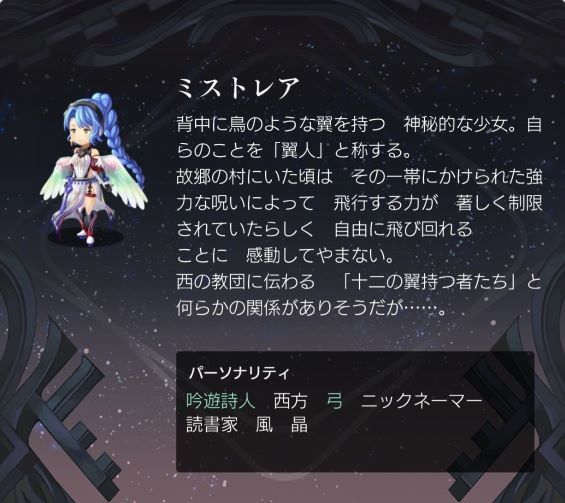 ミストレア
背中に鳥のような翼を持つ　神秘的な少女。自
らのことを「翼人」と称する。
故郷の村にいた頃は　その一帯にかけられた強
力な呪いによって　飛行する力が　著しく制限
されていたらしく　自由に飛び回れる
ことに　感動してやまない。
西の教団に伝わる　「十二の翼持つ者たち」と
何らかの関係がありそうだが……。
パーソナリティ
吟遊詩人　西方　弓　ニックネーマー
読書家　風　晶